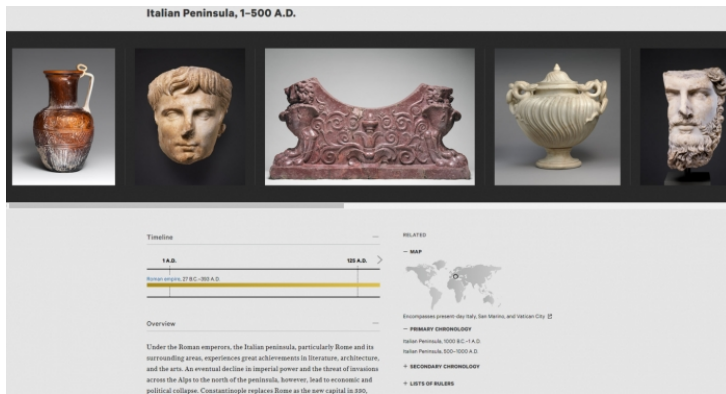 Italian Peninsula, 1–500 A.D.
Timeline
1 A.D.
125 A.D.
Roman empire, 27 B.C.–393 A.D.
Overview
Under the Roman emperors, the Italian peninsula, particularly Rome and its
surrounding areas, experiences great achievements in literature, architecture,
and the arts. An eventual decline in imperial power and the threat of invasions
across the Alps to the north of the peninsula, however, lead to economic and
political collapse. Constantinople replaces Rome as the new capital in 330,
RELATED
MAP
Encompasses present-day Italy, San Marino, and Vatican City
PRIMARY CHRONOLOGY
Italian Peninsula, 1000 B.C.–1 A.D.
Italian Peninsula, 500–1000 A.D.
SECONDARY CHRONOLOGY
LISTS OF RULERS